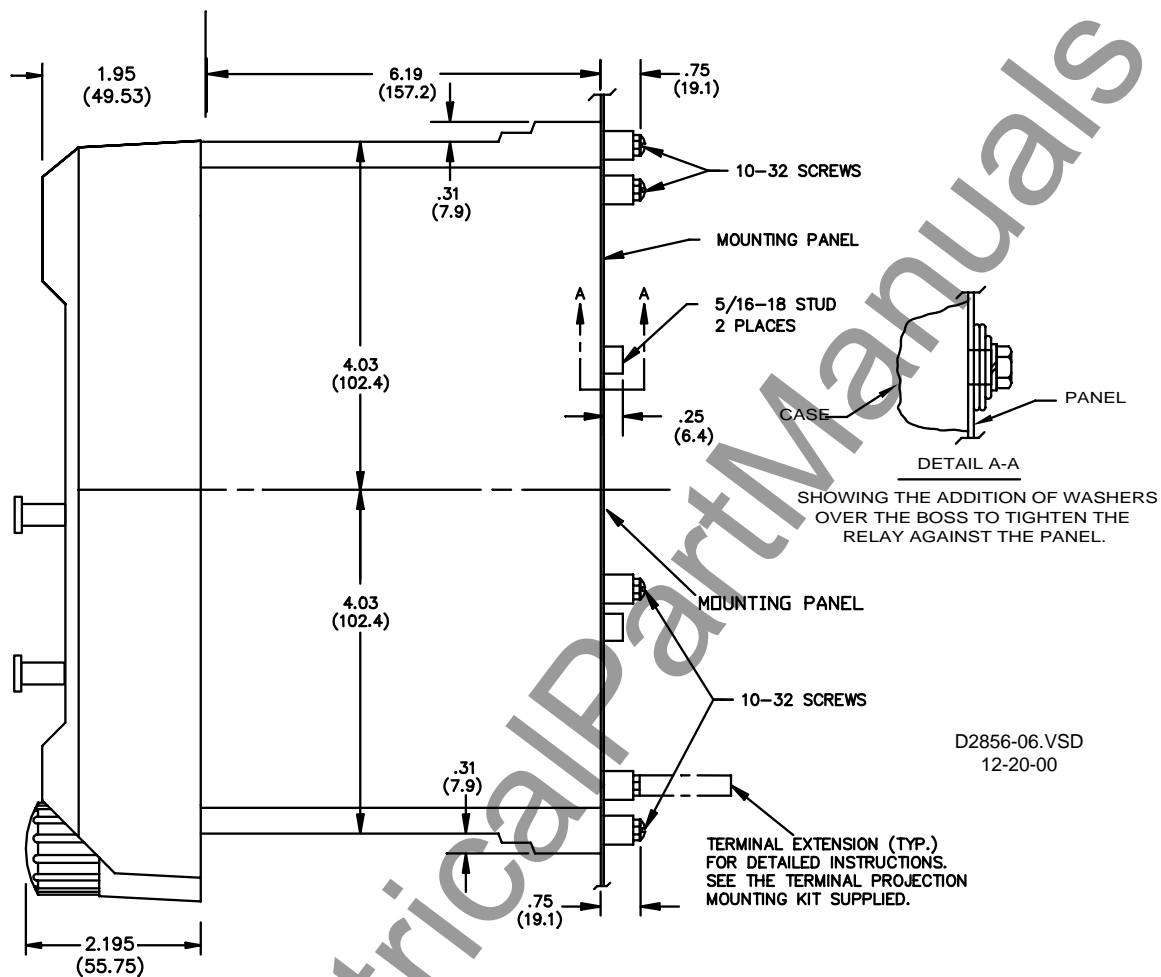 1.95
(49.53)
6.19
(157.2)
.75
(19.1)
.31
(7.9)
10-32 SCREWS
MOUNTING PANEL
A
A
5/16-18 STUD
2 PLACES
4.03
(102.4)
.25
(6.4)
CASE
PANEL
DETAIL A-A
SHOWING THE ADDITION OF WASHERS
OVER THE BOSS TO TIGHTEN THE
RELAY AGAINST THE PANEL.
4.03
(102.4)
MOUNTING PANEL
10-32 SCREWS
D2856-06.VSD
12-20-00
.31
(7.9)
TERMINAL EXTENSION (TYP.)
FOR DETAILED INSTRUCTIONS.
SEE THE TERMINAL PROJECTION
MOUNTING KIT SUPPLIED.
.75
(19.1)
2.195
(55.75)
tricalPartManuals